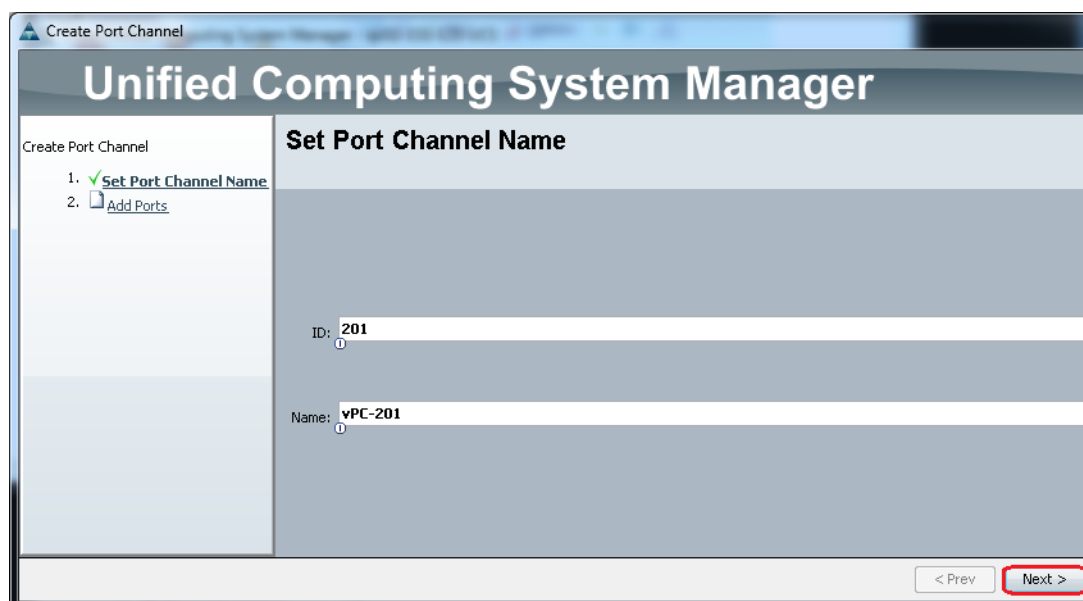 Create Port Channel
Unified Computing System Manager
Create Port Channel
1. Set Port Channel Name
2. Add Ports
Set Port Channel Name
ID: 201
Name: vPC-201
< Prev
Next >